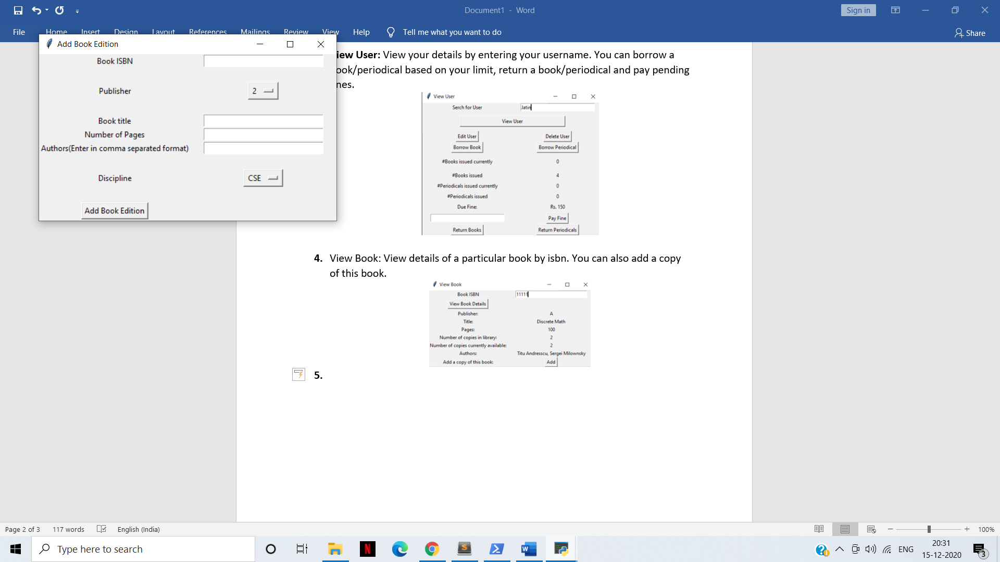 Document1 - Word
Sign in
File
Home
Insert
Design
Layout
References
Mailings
Review
View
Help
Tell me what you want to do
Share
Add Book Edition
Book ISBN
Publisher
2
Book title
Number of Pages
Authors(Enter in comma separated format)
Discipline
CSE
Add Book Edition
iew User: View your details by entering your username. You can borrow a
ook/periodical based on your limit, return a book/periodical and pay pending
nes.
View User
Serch for User
Jatin
View User
Edit User
Delete User
Borrow Book
Borrow Periodical
#Books issued currently
0
#Books issued
4
#Periodicals issued currently
0
#Periodicals issued
0
Due Fine:
Rs. 150
Pay Fine
Return Books
Return Periodicals
4. View Book: View details of a particular book by isbn. You can also add a copy
of this book.
View Book
Book ISBN
11111
View Book Details
Publisher:
A
Title:
Discrete Math
Pages:
100
Number of copies in library:
2
Number of copies currently available:
2
Authors:
Titu Andresscu, Sergei Milownsky
Add a copy of this book:
Add
5.
Page 2 of 3
117 words
English (India)
100%
Type here to search
N
S
W
ENG
20:31
15-12-2020
3